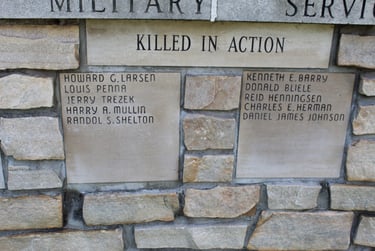 MILITARY SERVIC
KILLED IN ACTION
HOWARD G. LARSEN
LOUIS PENNA
JERRY TREZEK
HARRY A. MULLIN
RANDOL S. SHELTON
KENNETH E. BARRY
DONALD BLIELE
REID HENNINGSEN
CHARLES E. HERMAN
DANIEL JAMES JOHNSON